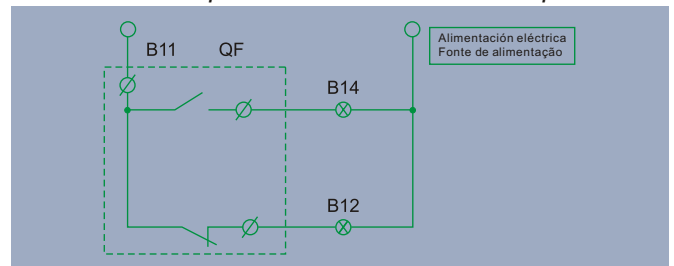 B11 QF
Alimentación eléctrica
Fonte de alimentação
B14
B12